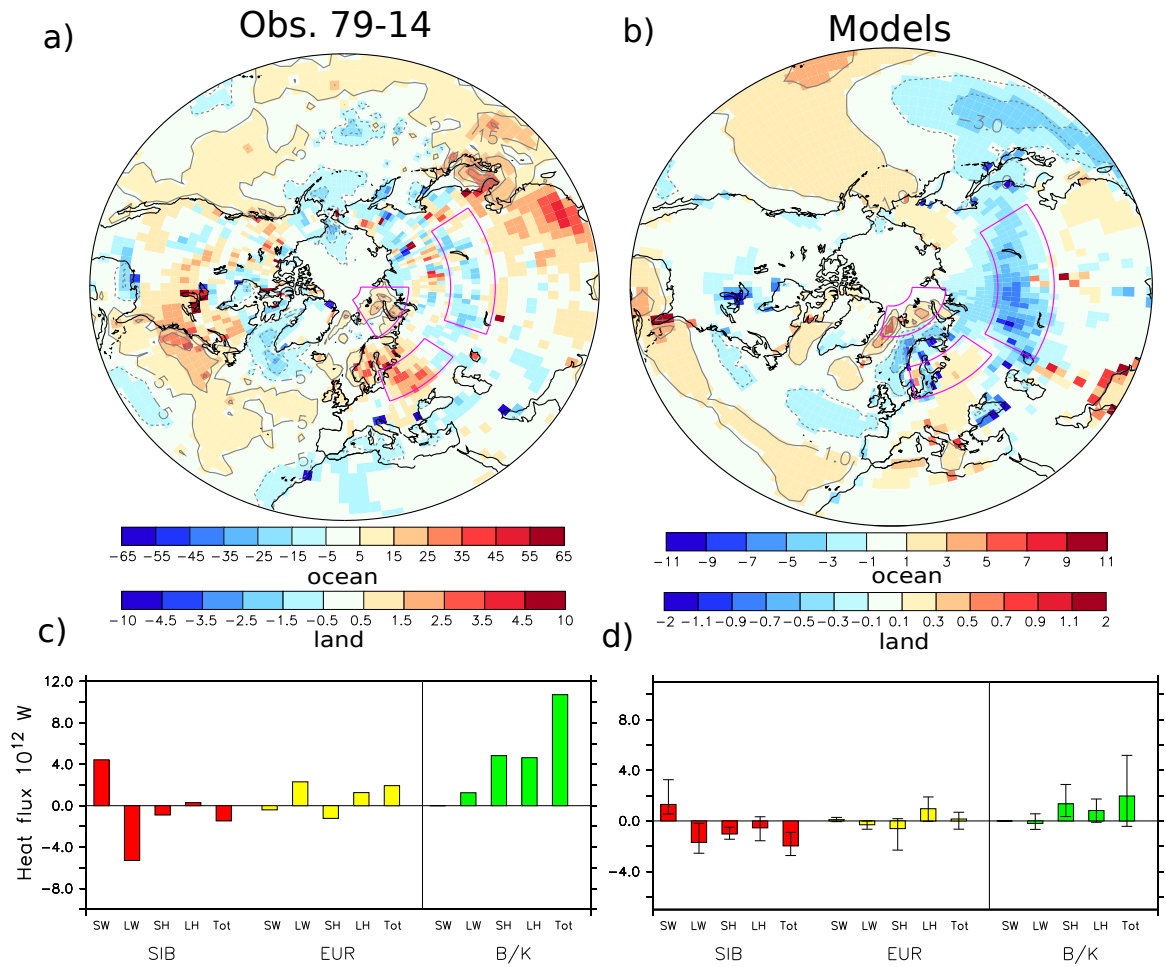 a) Obs. 79-14
b) Models
5 5 15
5
5
5
5
5
-3.0
1.0
-65 -55 -45 -35 -25 -15 -5 5 15 25 35 45 55 65
ocean
-10 -4.5 -3.5 -2.5 -1.5 -0.5 0.5 1.5 2.5 3.5 4.5 10
land
-11 -9 -7 -5 -3 -1 1 3 5 7 9 11
ocean
-2 -1.1 -0.9 -0.7 -0.5 -0.3 -0.1 0.1 0.3 0.5 0.7 0.9 1.1 2
land
c)
Heat flux 10¹² W
12.0
8.0
4.0
0.0
-4.0
-8.0
SW LW SH LH Tot SW LW SH LH Tot SW LW SH LH Tot
SIB EUR B/K
d)
8.0
4.0
0.0
-4.0
SW LW SH LH Tot SW LW SH LH Tot SW LW SH LH Tot
SIB EUR B/K